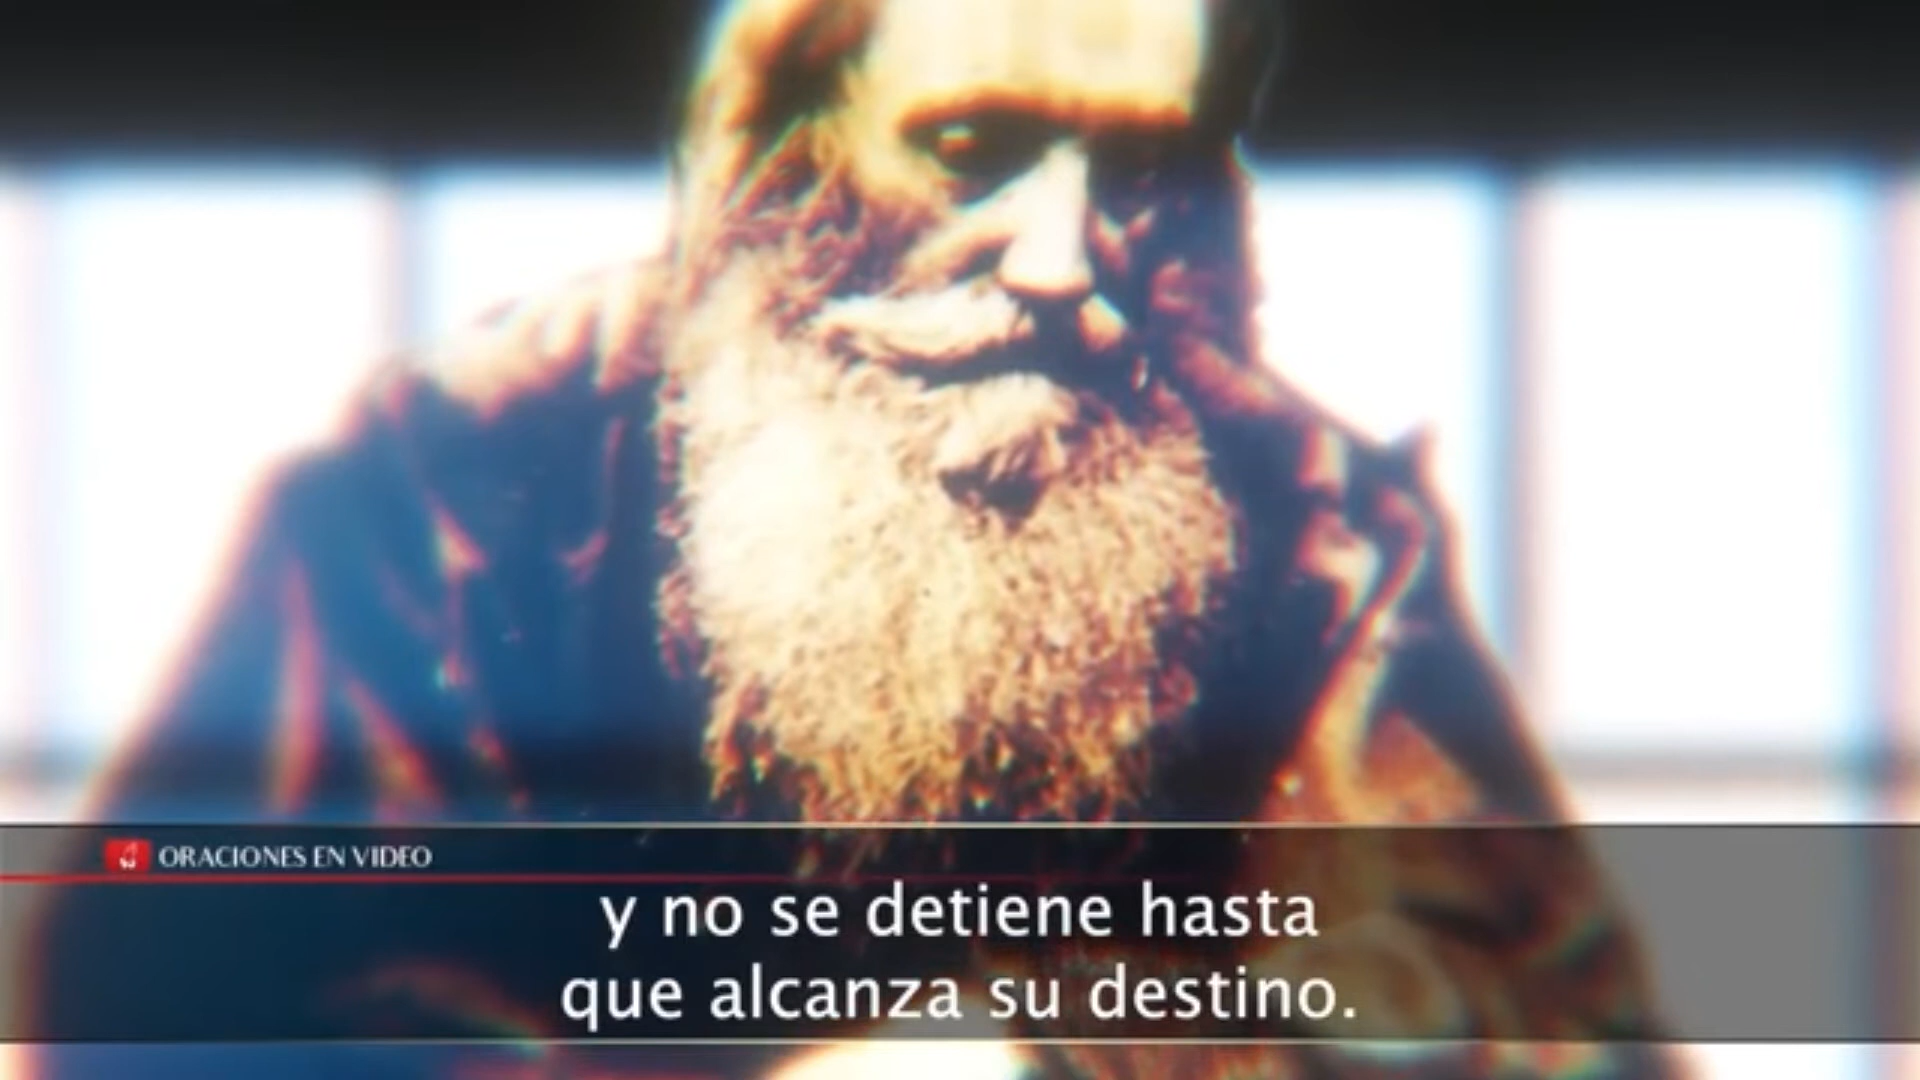 ORACIONES EN VIDEO
y no se detiene hasta
que alcanza su destino.